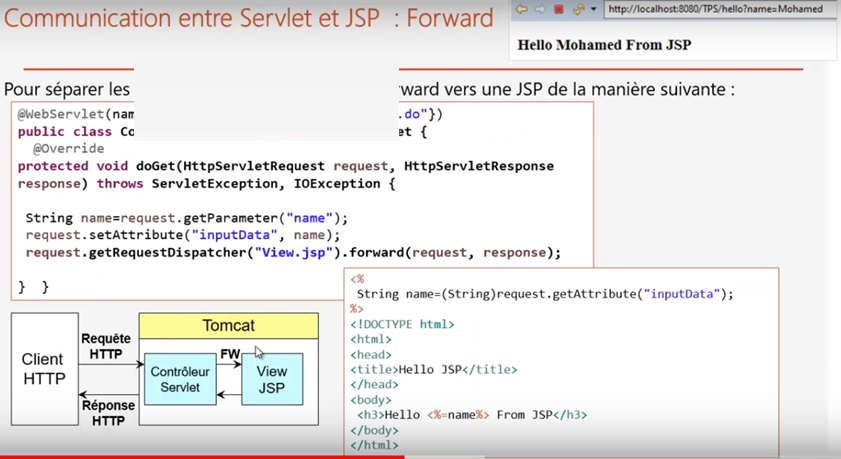 Communication entre Servlet et JSP : Forward
http://localhost:8080/TPS/hello?name=Mohamed
Hello Mohamed From JSP
Pour séparer les
ward vers une JSP de la manière suivante :
@WebServlet(nam
.do"})
public class Co
et {
@Override
protected void doGet(HttpServletRequest request, HttpServletResponse
response) throws ServletException, IOException {
String name=request.getParameter("name");
request.setAttribute("inputData", name);
request.getRequestDispatcher("View.jsp").forward(request, response);
} }
<%
String name=(String)request.getAttribute("inputData");
%>
<!DOCTYPE html>
<html>
<head>
<title>Hello JSP</title>
</head>
<body>
<h3>Hello <%=name%> From JSP</h3>
</body>
</html>
Client
HTTP
Requête
HTTP
Réponse
HTTP
Tomcat
Contrôleur
Servlet
FW
View
JSP